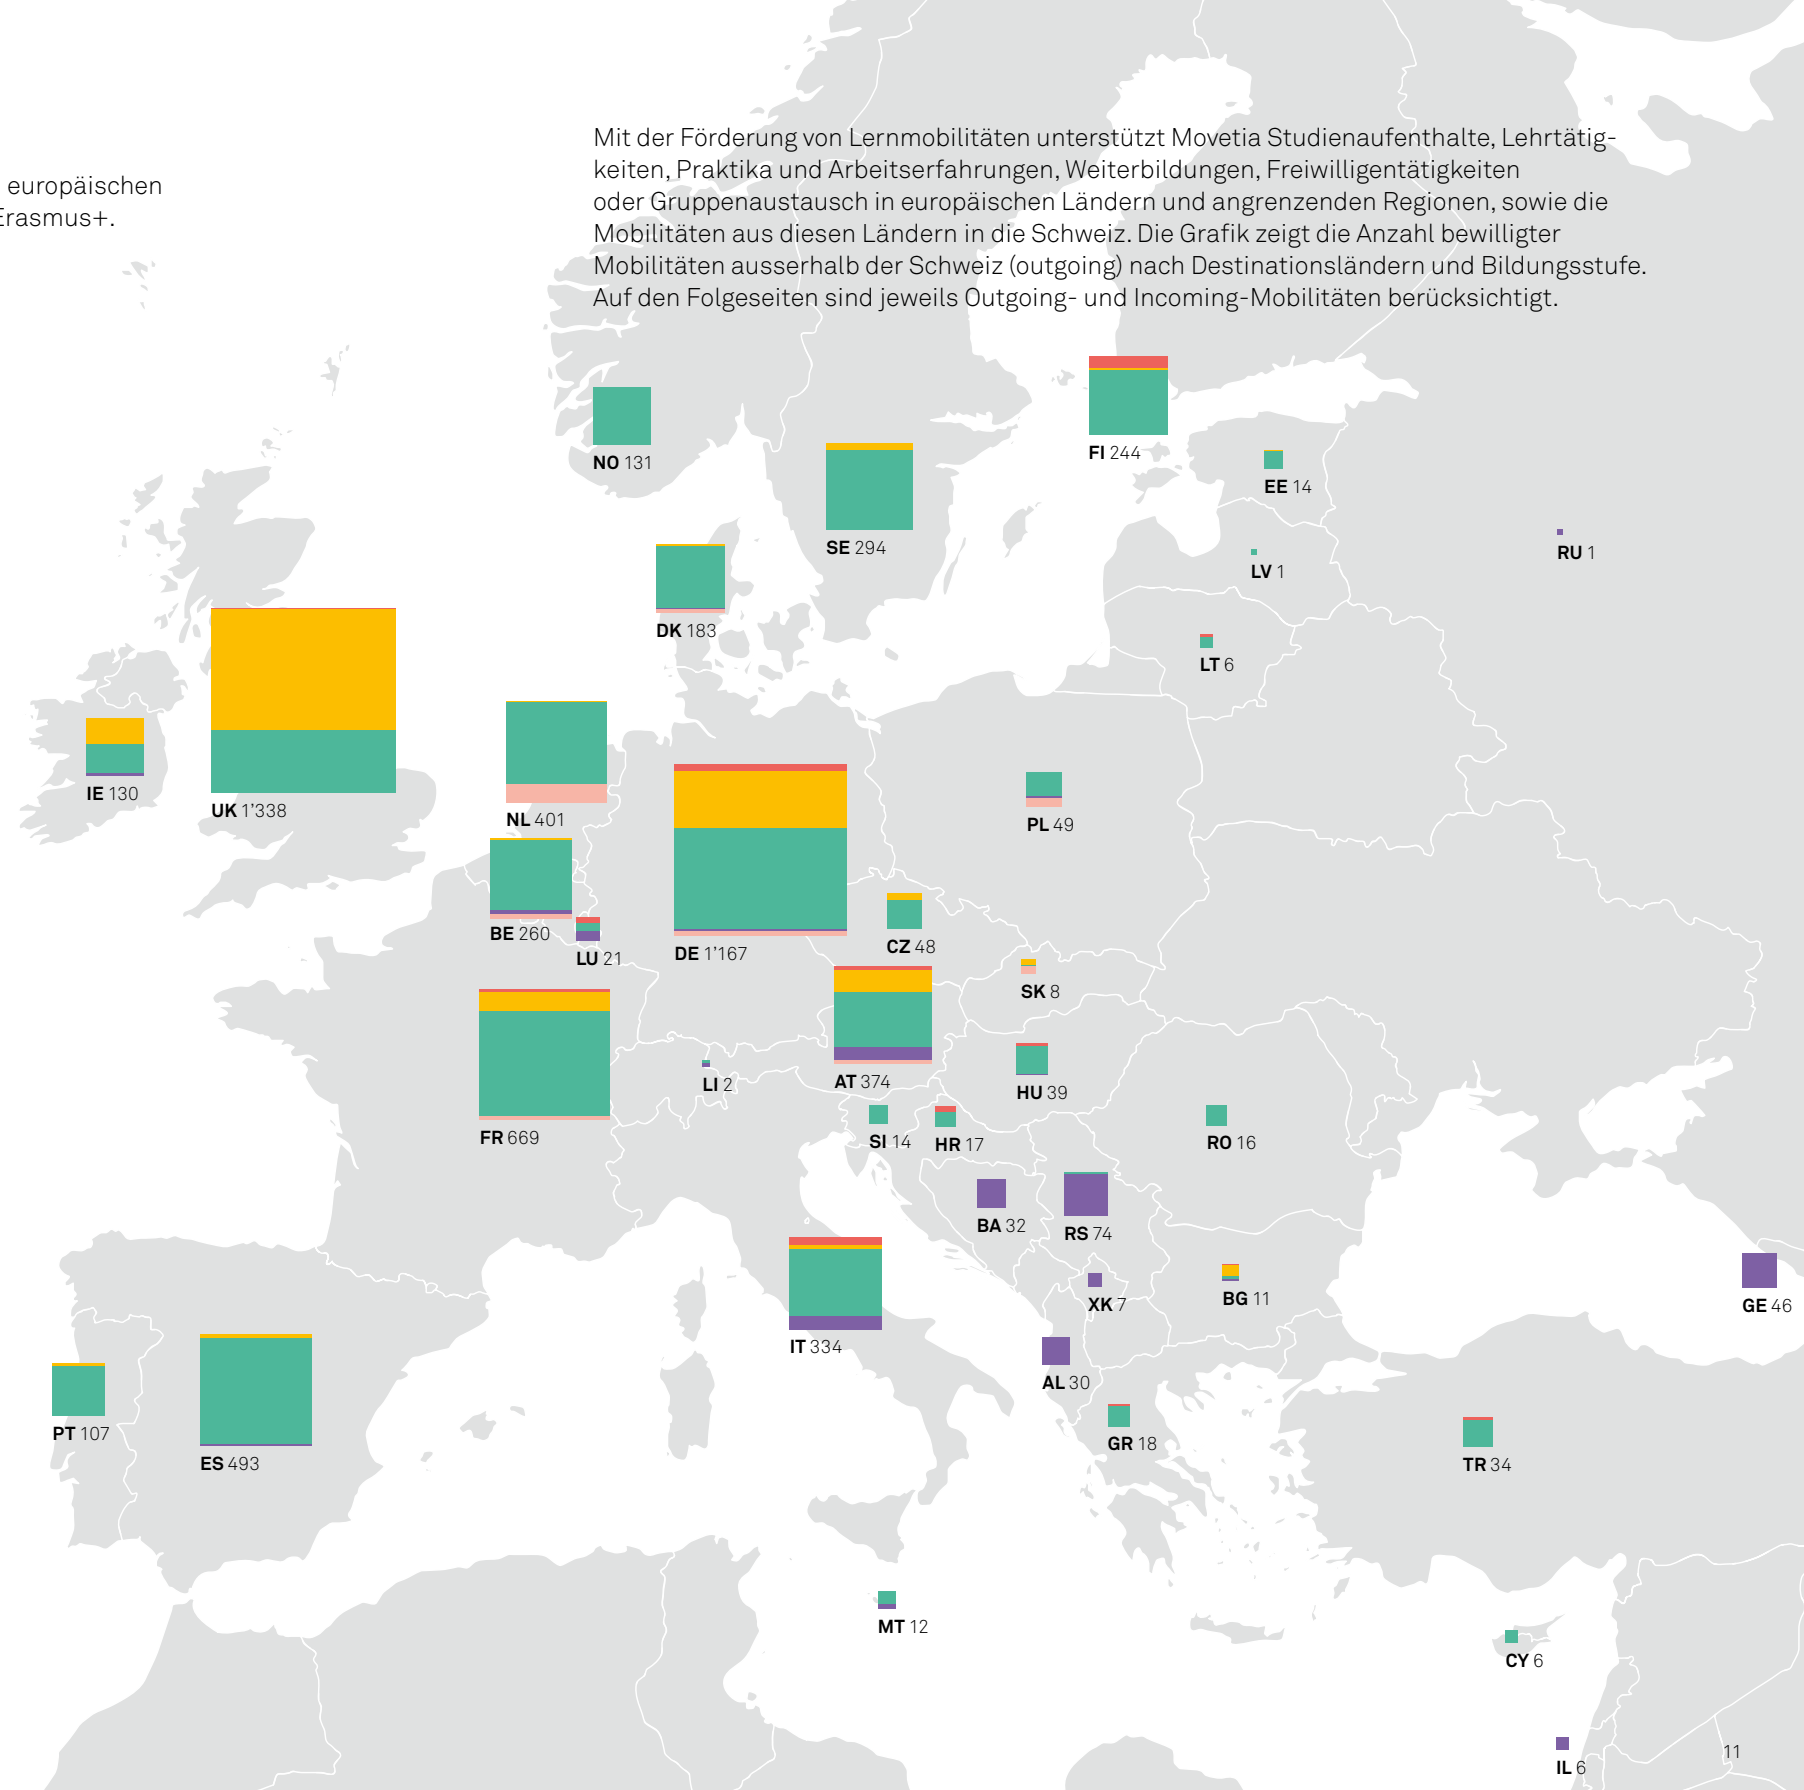 europäischen
Erasmus+.
Mit der Förderung von Lernmobilitäten unterstützt Movetia Studienaufenthalte, Lehrtätig-
keiten, Praktika und Arbeitserfahrungen, Weiterbildungen, Freiwilligentätigkeiten
oder Gruppenaustausch in europäischen Ländern und angrenzenden Regionen, sowie die
Mobilitäten aus diesen Ländern in die Schweiz. Die Grafik zeigt die Anzahl bewilligter
Mobilitäten ausserhalb der Schweiz (outgoing) nach Destinationsländern und Bildungsstufe.
Auf den Folgeseiten sind jeweils Outgoing- und Incoming-Mobilitäten berücksichtigt.
NO 131
FI 244
EE 14
SE 294
RU 1
LV 1
DK 183
LT 6
IE 130
UK 1'338
NL 401
PL 49
BE 260
LU 21
DE 1'167
CZ 48
SK 8
LI 2
AT 374
HU 39
FR 669
SI 14
HR 17
RO 16
BA 32
RS 74
XK 7
BG 11
GE 46
IT 334
AL 30
PT 107
ES 493
GR 18
TR 34
MT 12
CY 6
IL 6
11